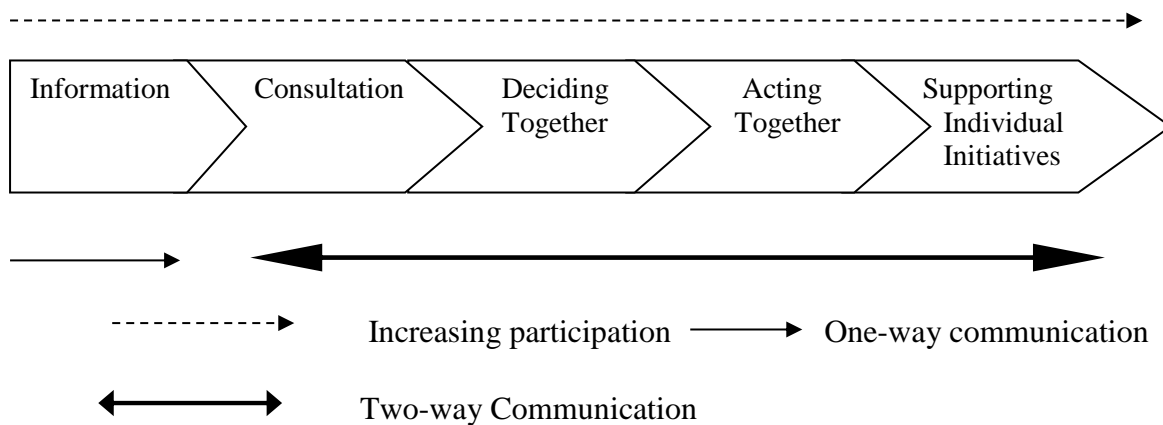 Information
Consultation
Deciding
Together
Acting
Together
Supporting
Individual
Initiatives
Increasing participation
One-way communication
Two-way Communication